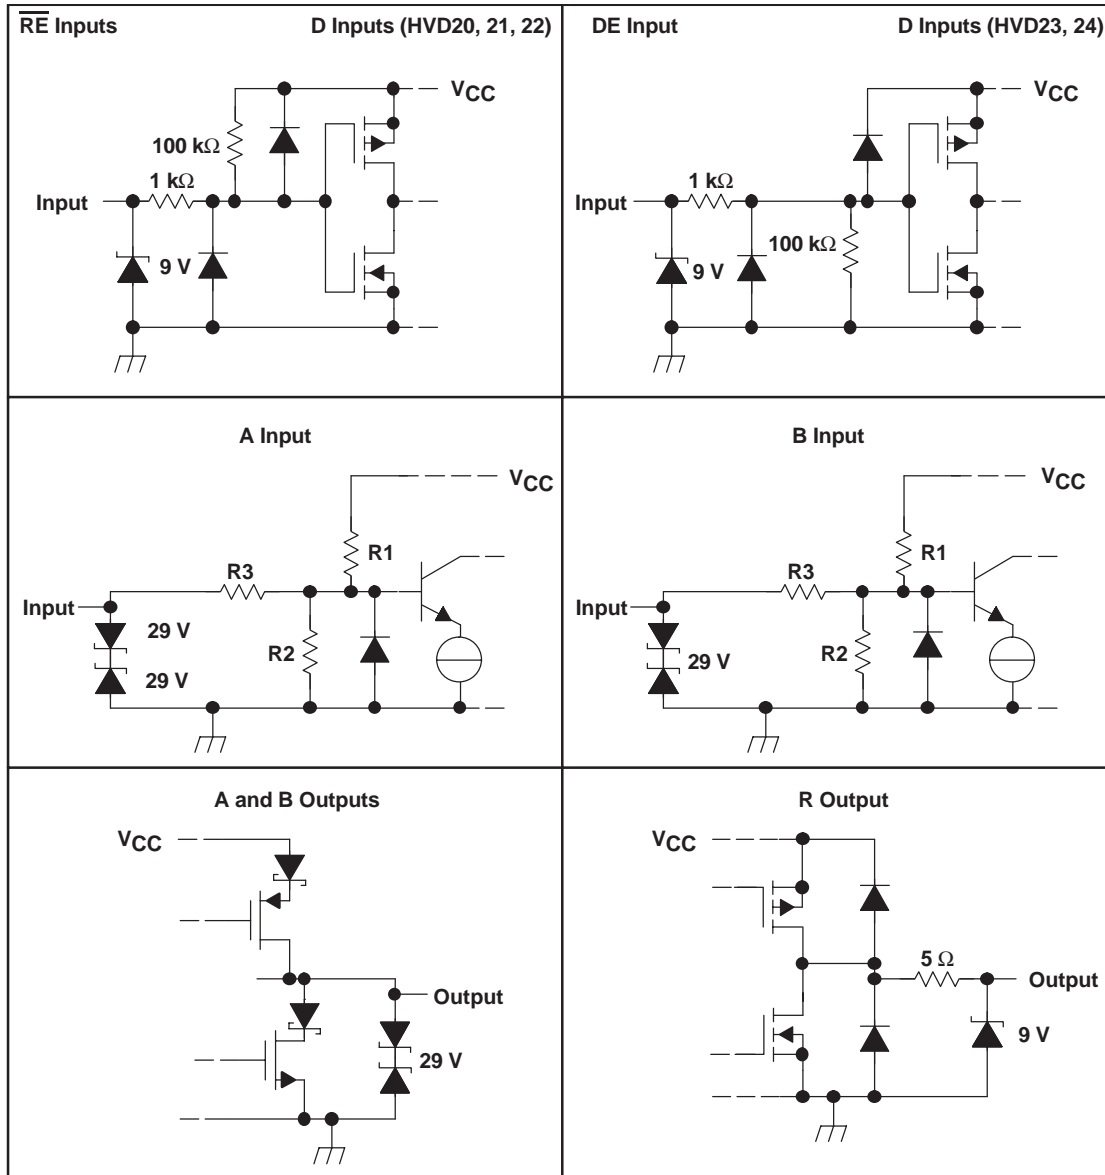 R̅E̅ Inputs
D Inputs (HVD20, 21, 22)
VCC
100 kΩ
1 kΩ
Input
9 V
DE Input
D Inputs (HVD23, 24)
VCC
1 kΩ
Input
100 kΩ
9 V
A Input
VCC
R1
R3
Input
29 V
R2
29 V
B Input
VCC
R1
R3
Input
R2
29 V
A and B Outputs
VCC
Output
29 V
R Output
VCC
5 Ω
Output
9 V